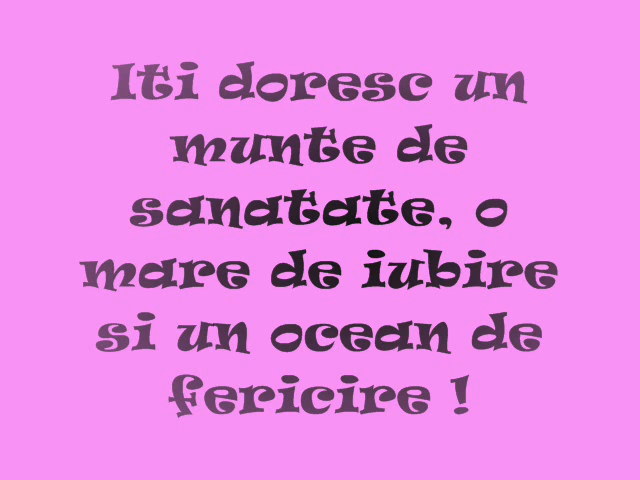 Iti doresc un
munte de
sanatate, o
mare de iubire
si un ocean de
fericire !